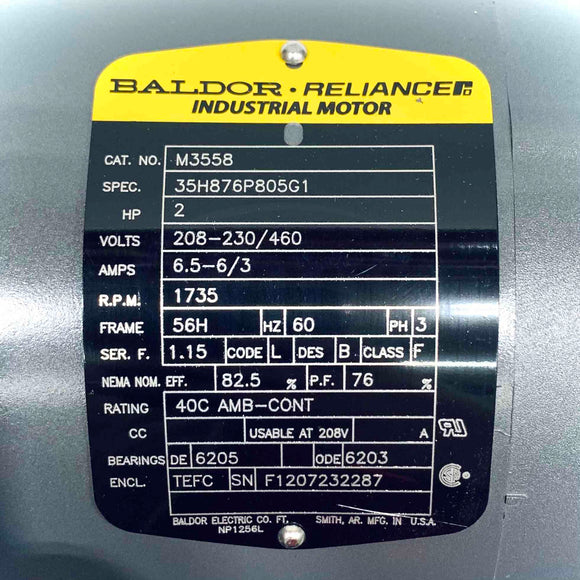 BALDOR • RELIANCE
INDUSTRIAL MOTOR
CAT. NO. M3558
SPEC. 35H876P805G1
HP 2
VOLTS 208-230/460
AMPS 6.5-6/3
R.P.M. 1735
FRAME 56H HZ 60 PH 3
SER. F. 1.15 CODE L DES B CLASS F
NEMA NOM. EFF. 82.5 % P.F. 76 %
RATING 40C AMB-CONT
CC USABLE AT 208V A
BEARINGS DE 6205 ODE 6203
ENCL. TEFC SN F1207232287
BALDOR ELECTRIC CO. FT. SMITH, AR. MFG. IN U.S.A.
NP1256L